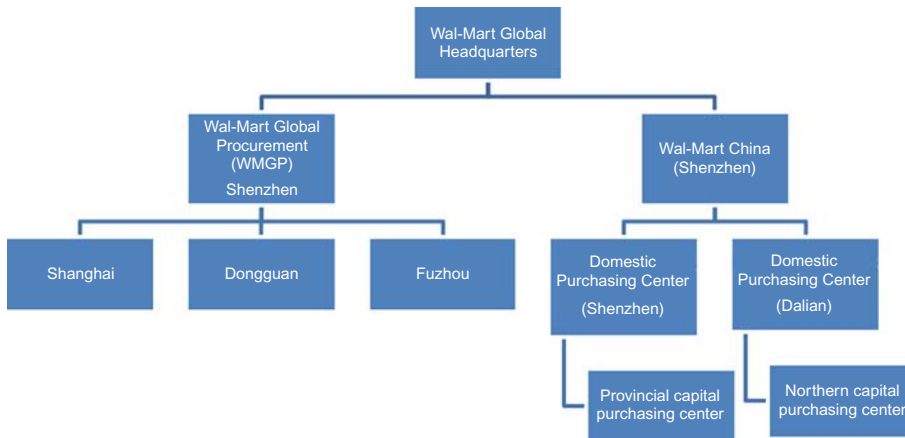 Wal-Mart Global
Headquarters
Wal-Mart Global
Procurement
(WMGP)
Shenzhen
Wal-Mart China
(Shenzhen)
Shanghai
Dongguan
Fuzhou
Domestic
Purchasing Center
(Shenzhen)
Domestic
Purchasing Center
(Dalian)
Provincial capital
purchasing center
Northern capital
purchasing center